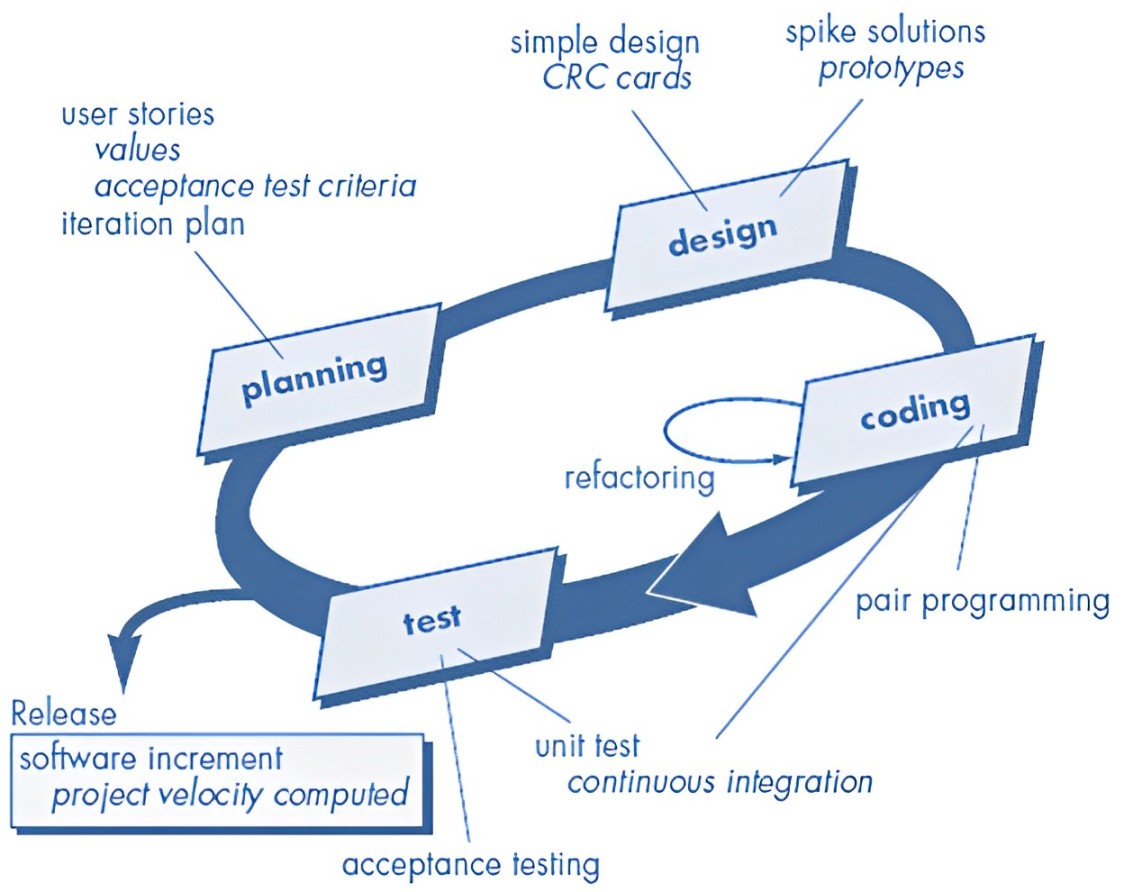 simple design
CRC cards
spike solutions
prototypes
user stories
values
acceptance test criteria
iteration plan
design
planning
coding
refactoring
test
pair programming
Release
software increment
project velocity computed
unit test
continuous integration
acceptance testing